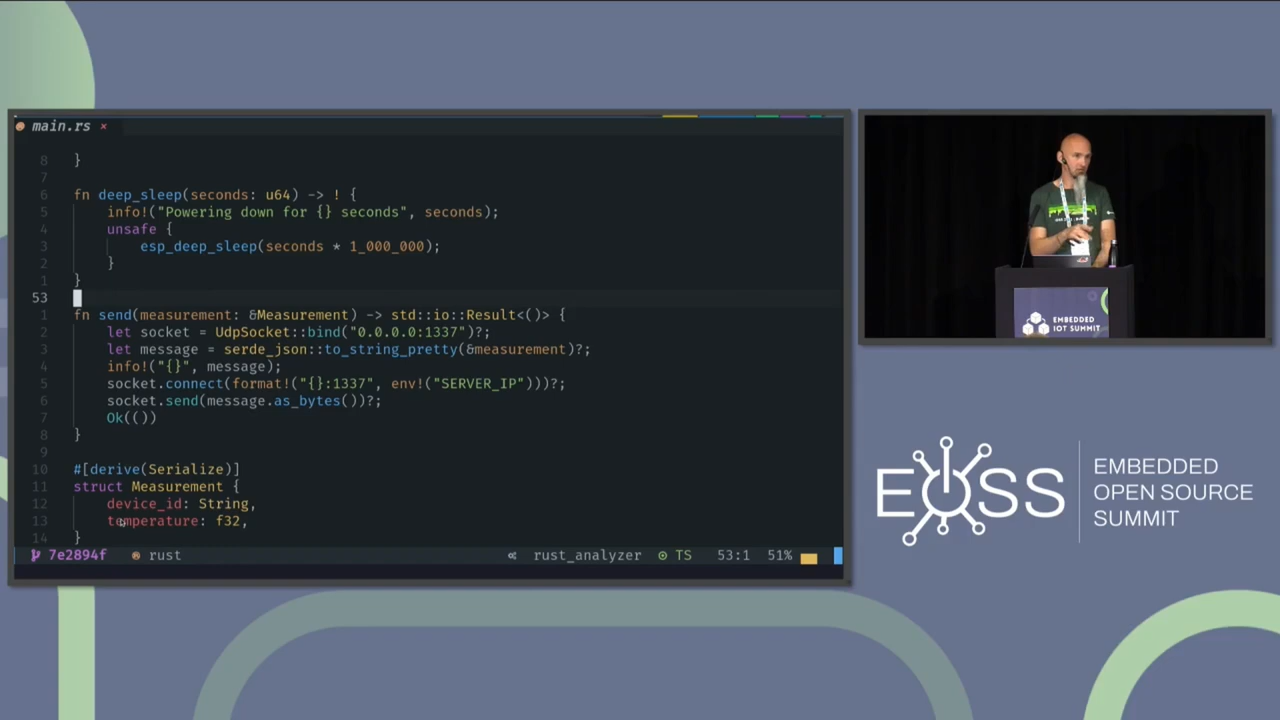 main.rs ×
8 }
7
6 fn deep_sleep(seconds: u64) -> ! {
5 info!("Powering down for {} seconds", seconds);
4 unsafe {
3 esp_deep_sleep(seconds * 1_000_000);
2 }
1 }
53
1 fn send(measurement: &Measurement) -> std::io::Result<()> {
2 let socket = UdpSocket::bind("0.0.0.0:1337")?;
3 let message = serde_json::to_string_pretty(&measurement)?;
4 info!("{}", message);
5 socket.connect(format!("{}:1337", env!("SERVER_IP")))?;
6 socket.send(message.as_bytes())?;
7 Ok(())
8 }
9
10 #[derive(Serialize)]
11 struct Measurement {
12 device_id: String,
13 temperature: f32,
14 }
7e2894f rust rust_analyzer TS 53:1 51%
EMBEDDED
IOT SUMMIT
EOSS
EMBEDDED
OPEN SOURCE
SUMMIT